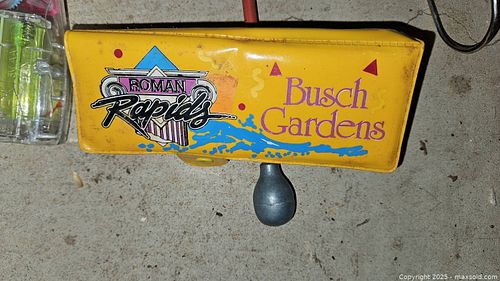 ROMAN
Rapids
Busch
Gardens
Copyright © 2025 - maxsold.com